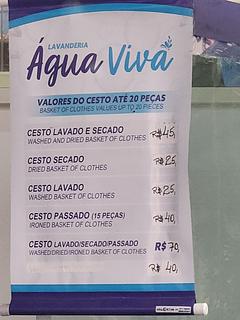 LAVANDERIA
Água Viva
VALORES DO CESTO ATÉ 20 PEÇAS
BASKET OF CLOTHES VALUES UP TO 20 PIECES
CESTO LAVADO E SECADO R$45,
WASHED AND DRIED BASKET OF CLOTHES
CESTO SECADO R$25,
DRIED BASKET OF CLOTHES
CESTO LAVADO R$25,
WASHED BASKET OF CLOTHES
CESTO PASSADO (15 PEÇAS) R$40,
IRONED BASKET OF CLOTHES
CESTO LAVADO/SECADO/PASSADO R$70,
WASHED/DRIED/IRONED BASKET OF CLOTHES
R$40,